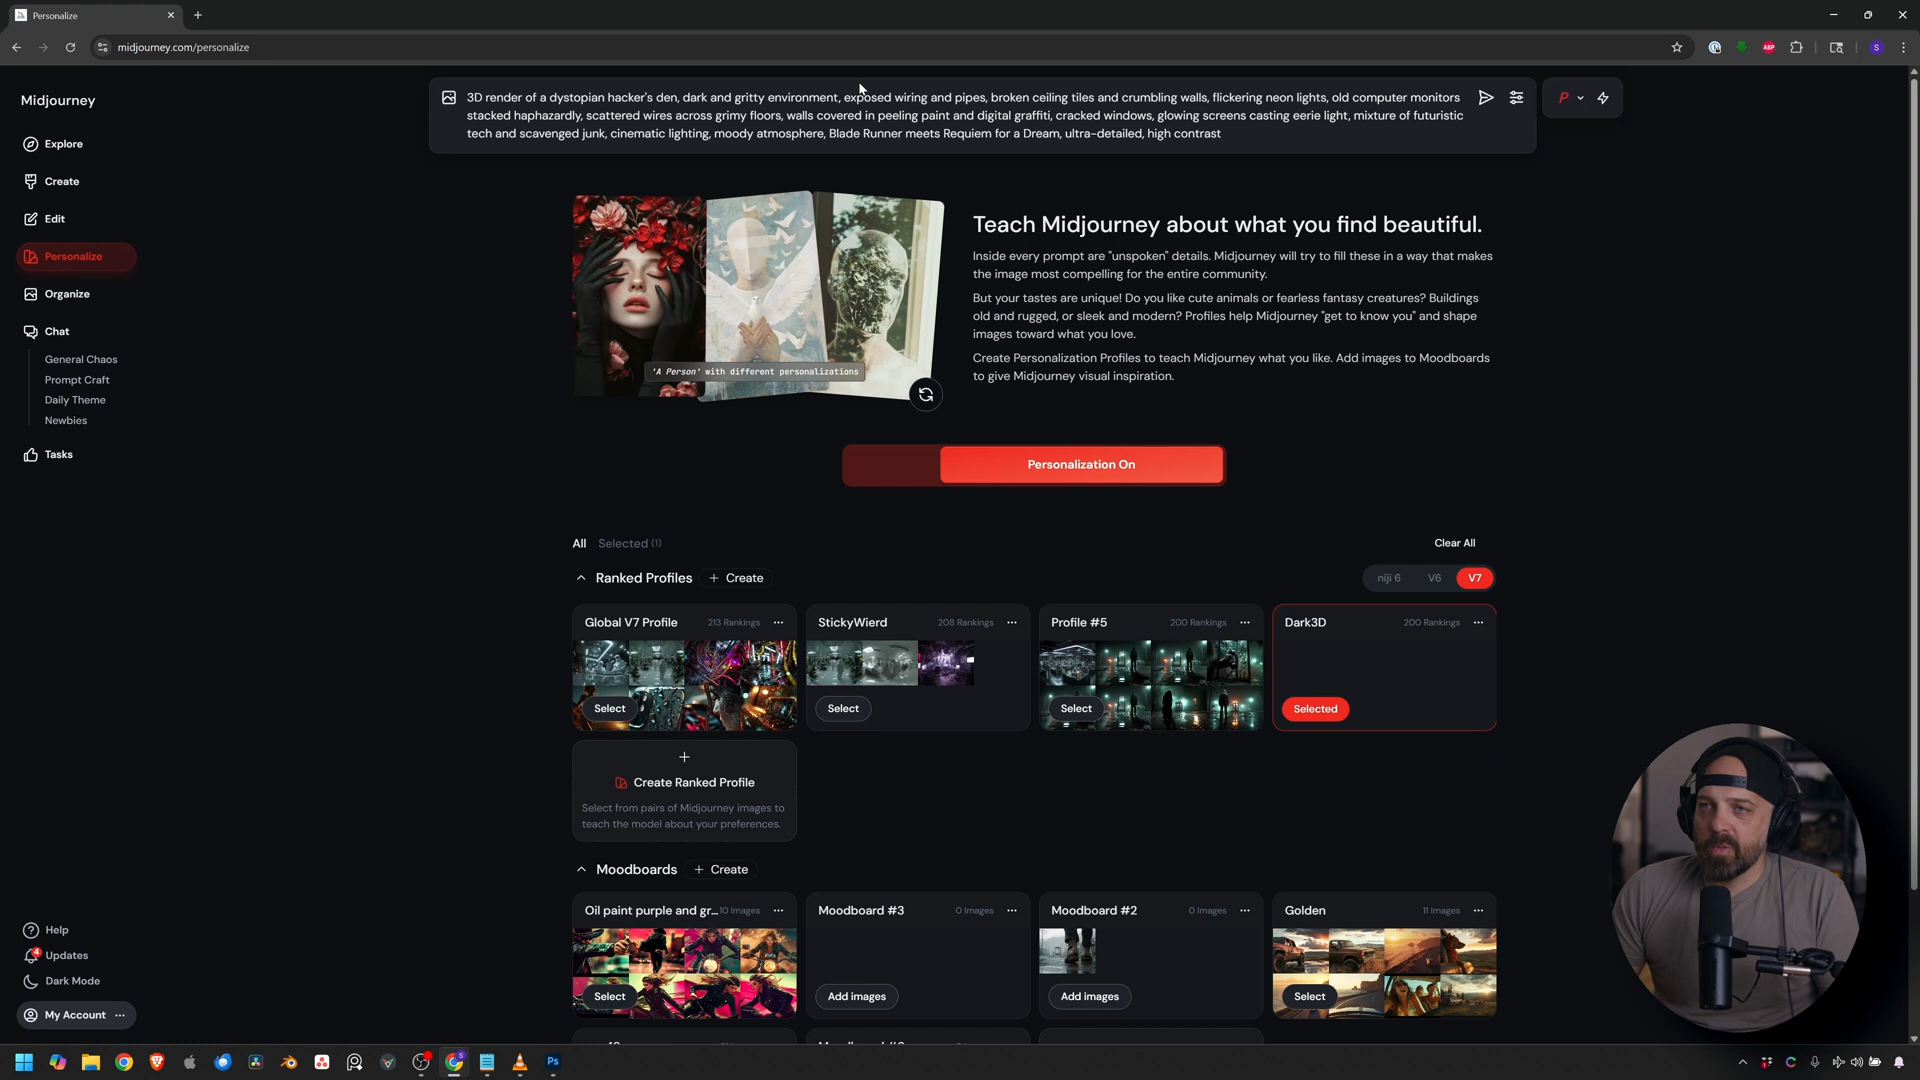 Personalize
midjourney.com/personalize
ABP
S
Midjourney
3D render of a dystopian hacker's den, dark and gritty environment, exposed wiring and pipes, broken ceiling tiles and crumbling walls, flickering neon lights, old computer monitors
stacked haphazardly, scattered wires across grimy floors, walls covered in peeling paint and digital graffiti, cracked windows, glowing screens casting eerie light, mixture of futuristic
tech and scavenged junk, cinematic lighting, moody atmosphere, Blade Runner meets Requiem for a Dream, ultra-detailed, high contrast
P
Explore
Create
Edit
Personalize
Organize
Chat
General Chaos
Prompt Craft
Daily Theme
Newbies
Tasks
'A Person' with different personalizations
Teach Midjourney about what you find beautiful.
Inside every prompt are "unspoken" details. Midjourney will try to fill these in a way that makes
the image most compelling for the entire community.
But your tastes are unique! Do you like cute animals or fearless fantasy creatures? Buildings
old and rugged, or sleek and modern? Profiles help Midjourney "get to know you" and shape
images toward what you love.
Create Personalization Profiles to teach Midjourney what you like. Add images to Moodboards
to give Midjourney visual inspiration.
Personalization On
All Selected (1) Clear All
Ranked Profiles + Create niji 6 V6 V7
Global V7 Profile 213 Rankings
Select
StickyWierd 208 Rankings
Select
Profile #5 200 Rankings
Select
Dark3D 200 Rankings
Selected
Create Ranked Profile
Select from pairs of Midjourney images to
teach the model about your preferences.
Moodboards + Create
Oil paint purple and gr... 10 Images
Select
Moodboard #3 0 Images
Add images
Moodboard #2 0 Images
Add images
Golden 11 Images
Select
Help
4
Updates
Dark Mode
My Account
Ps